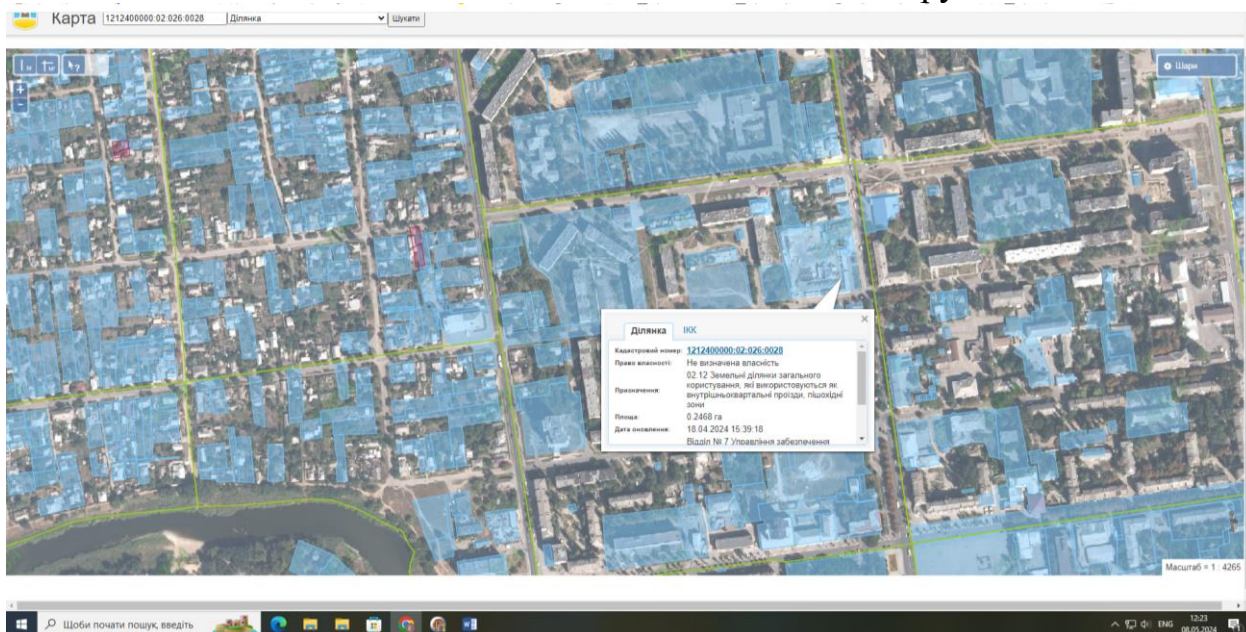 Карта 1212400000:02:026:0028 Ділянка Шукати
Шари
Ділянка ІКК
Кадастровий номер: 1212400000:02:026:0028
Право власності: Не визначена власність
Призначення: 02.12 Земельні ділянки загального
користування, які використовуються як
внутрішньоквартальні проїзди, пішохідні
зони
Площа: 0.2468 га
Дата оновлення: 18.04.2024 15:39:18
Відділ № 7 Управління забезпечення
Масштаб = 1 : 4265
Щоби почати пошук, введіть
ENG 12:23
08.05.2024